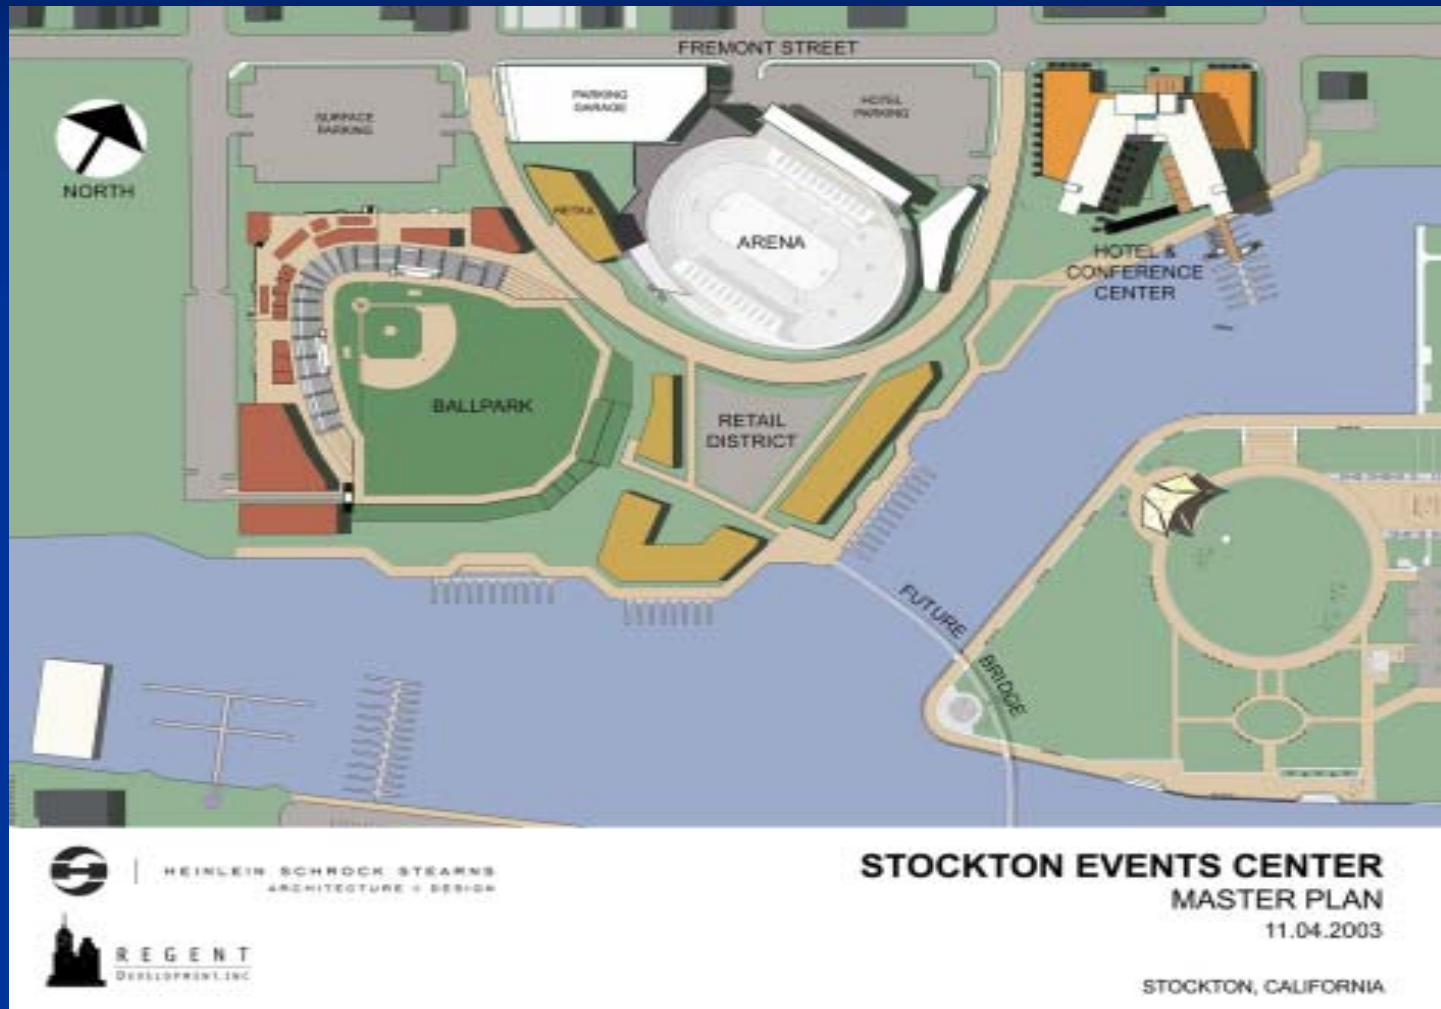 FREMONT STREET
PARKING
GARAGE
HOTEL
PARKING
SURFACE
PARKING
NORTH
RETAIL
ARENA
HOTEL &
CONFERENCE
CENTER
BALLPARK
RETAIL
DISTRICT
FUTURE BRIDGE
HEINLEIN SCHROCK STEARNS
ARCHITECTURE + DESIGN
REGENT
DEVELOPMENT, INC
STOCKTON EVENTS CENTER
MASTER PLAN
11.04.2003
STOCKTON, CALIFORNIA